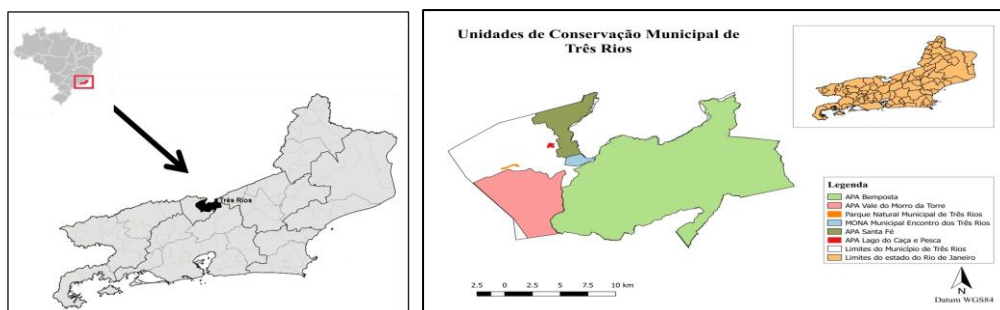 Três Rios
Unidades de Conservação Municipal de
Três Rios
Legenda
APA Bemposta
APA Vale do Morro da Torre
Parque Natural Municipal de Três Rios
MONA Municipal Encontro dos Três Rios
APA Santa Fé
APA Lago do Caça e Pesca
Limites do Município de Três Rios
Limites do estado do Rio de Janeiro
2.5 0 2.5 5 7.5 10 km
N
Datum WGS84